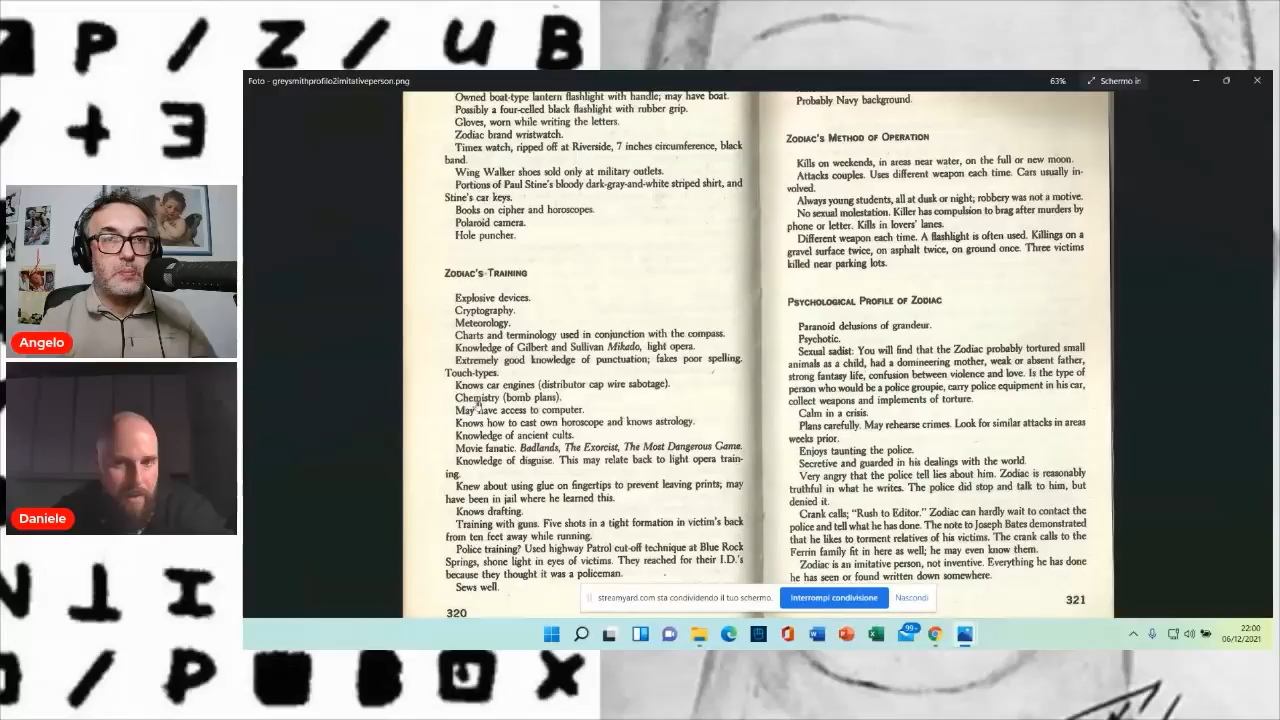 P / Z / U B
+
Foto - greysmithprofilo2imitativeperson.png
63%
Schermo in
Owned boat-type lantern flashlight with handle; may have boat.
Possibly a four-celled black flashlight with rubber grip.
Gloves, worn while writing the letters.
Zodiac brand wristwatch.
Timex watch, ripped off at Riverside, 7 inches circumference, black
band.
Wing Walker shoes sold only at military outlets.
Portions of Paul Stine's bloody dark-gray-and-white striped shirt, and
Stine's car keys.
Books on cipher and horoscopes.
Polaroid camera.
Hole puncher.
ZODIAC'S TRAINING
Explosive devices.
Cryptography.
Meteorology.
Charts and terminology used in conjunction with the compass.
Knowledge of Gilbert and Sullivan Mikado, light opera.
Extremely good knowledge of punctuation; fakes poor spelling.
Touch-types.
Knows car engines (distributor cap wire sabotage).
Chemistry (bomb plans).
May have access to computer.
Knows how to cast own horoscope and knows astrology.
Knowledge of ancient cults.
Movie fanatic. Badlands, The Exorcist, The Most Dangerous Game.
Knowledge of disguise. This may relate back to light opera train-
ing.
Knew about using glue on fingertips to prevent leaving prints; may
have been in jail where he learned this.
Knows drafting.
Training with guns. Five shots in a tight formation in victim's back
from ten feet away while running.
Police training? Used highway Patrol cut-off technique at Blue Rock
Springs, shone light in eyes of victims. They reached for their I.D.'s
because they thought it was a policeman.
Sews well.
320
Probably Navy background.
ZODIAC'S METHOD OF OPERATION
Kills on weekends, in areas near water, on the full or new moon.
Attacks couples. Uses different weapon each time. Cars usually in-
volved.
Always young students, all at dusk or night; robbery was not a motive.
No sexual molestation. Killer has compulsion to brag after murders by
phone or letter. Kills in lovers' lanes.
Different weapon each time. A flashlight is often used. Killings on a
gravel surface twice, on asphalt twice, on ground once. Three victims
killed near parking lots.
PSYCHOLOGICAL PROFILE OF ZODIAC
Paranoid delusions of grandeur.
Psychotic.
Sexual sadist: You will find that the Zodiac probably tortured small
animals as a child, had a domineering mother, weak or absent father,
strong fantasy life, confusion between violence and love. Is the type of
person who would be a police groupie, carry police equipment in his car,
collect weapons and implements of torture.
Calm in a crisis.
Plans carefully. May rehearse crimes. Look for similar attacks in areas
weeks prior.
Enjoys taunting the police.
Secretive and guarded in his dealings with the world.
Very angry that the police tell lies about him. Zodiac is reasonably
truthful in what he writes. The police did stop and talk to him, but
denied it.
Crank calls; "Rush to Editor." Zodiac can hardly wait to contact the
police and tell what he has done. The note to Joseph Bates demonstrated
that he likes to torment relatives of his victims. The crank calls to the
Ferrin family fit in here as well; he may even know them.
Zodiac is an imitative person, not inventive. Everything he has done
he has seen or found written down somewhere.
321
streamyard.com sta condividendo il tuo schermo.
Interrompi condivisione
Nascondi
Angelo
Daniele
99+
22:00
06/12/2021